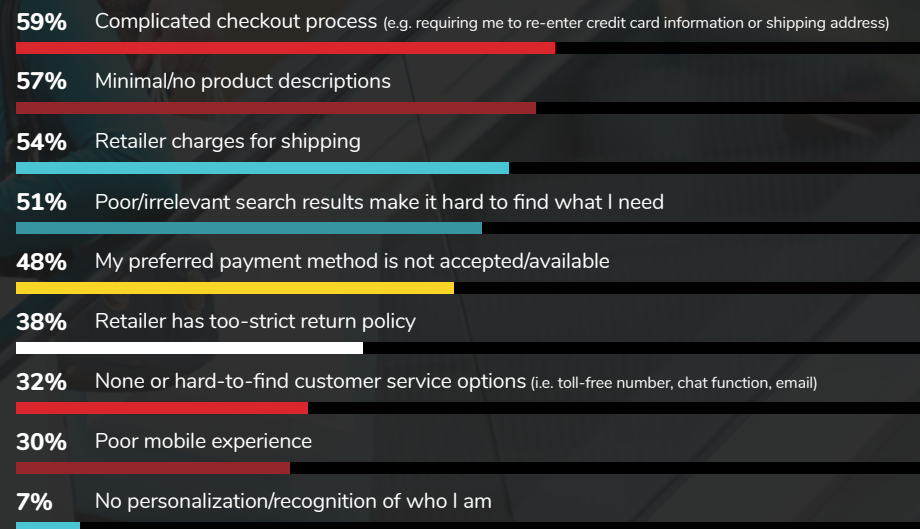 59% Complicated checkout process (e.g. requiring me to re-enter credit card information or shipping address)
57% Minimal/no product descriptions
54% Retailer charges for shipping
51% Poor/irrelevant search results make it hard to find what I need
48% My preferred payment method is not accepted/available
38% Retailer has too-strict return policy
32% None or hard-to-find customer service options (i.e. toll-free number, chat function, email)
30% Poor mobile experience
7% No personalization/recognition of who I am